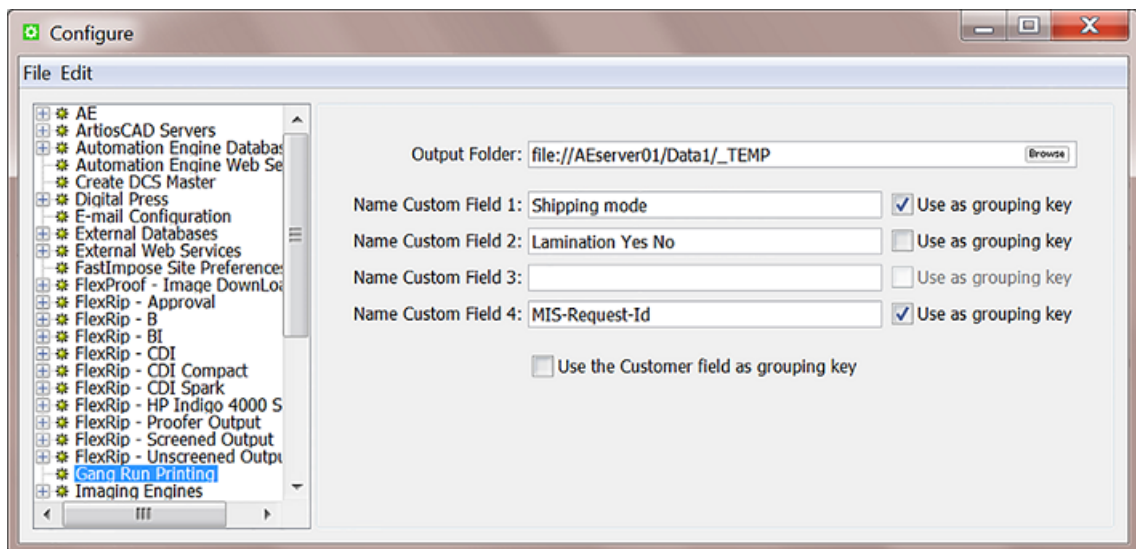 Configure
File Edit
AE
ArtiosCAD Servers
Automation Engine Databas
Automation Engine Web Se
Create DCS Master
Digital Press
E-mail Configuration
External Databases
External Web Services
FastImpose Site Preferences
FlexProof - Image DownLoa
FlexRip - Approval
FlexRip - B
FlexRip - BI
FlexRip - CDI
FlexRip - CDI Compact
FlexRip - CDI Spark
FlexRip - HP Indigo 4000 S
FlexRip - Proofer Output
FlexRip - Screened Output
FlexRip - Unscreened Outpu
Gang Run Printing
Imaging Engines
Output Folder: file://AEserver01/Data1/_TEMP Browse
Name Custom Field 1: Shipping mode Use as grouping key
Name Custom Field 2: Lamination Yes No Use as grouping key
Name Custom Field 3: Use as grouping key
Name Custom Field 4: MIS-Request-Id Use as grouping key
Use the Customer field as grouping key